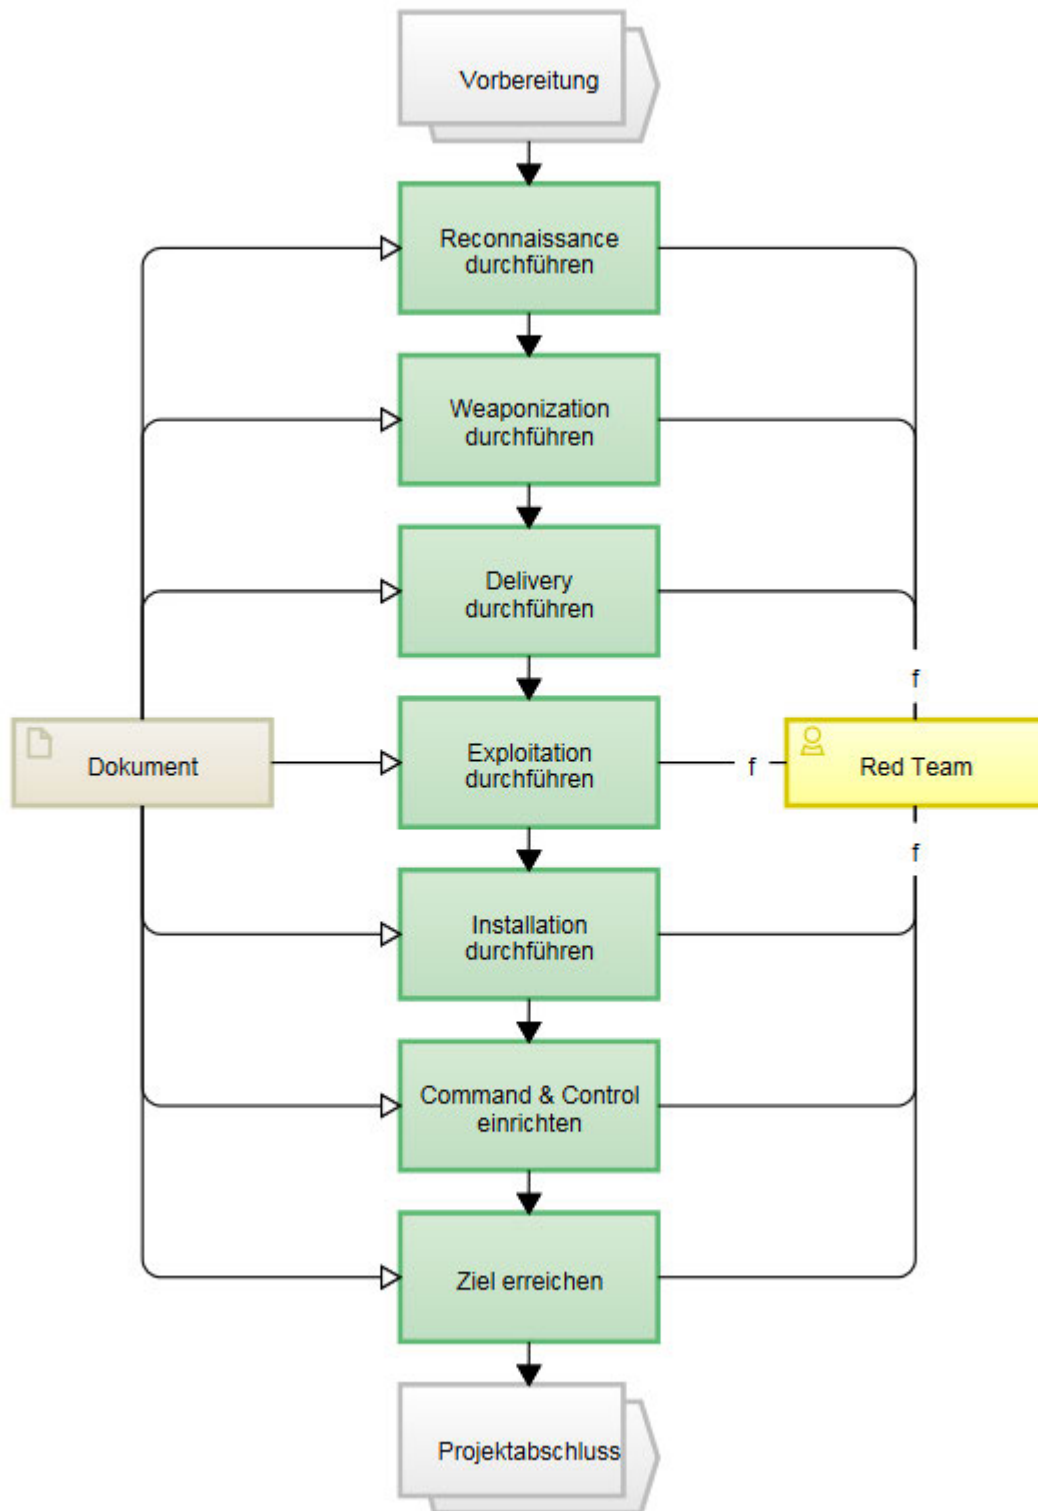 Vorbereitung
Reconnaissance
durchführen
Weaponization
durchführen
Delivery
durchführen
f
Dokument
Exploitation
durchführen
f
Red Team
f
Installation
durchführen
Command & Control
einrichten
Ziel erreichen
Projektabschluss